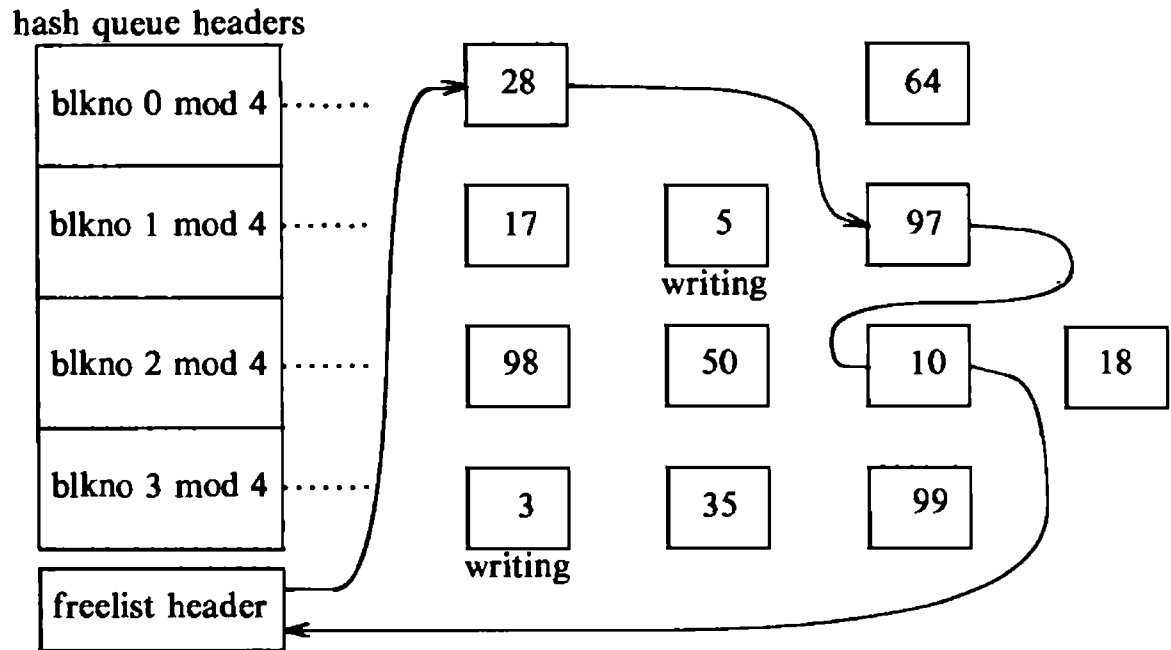 hash queue headers
blkno 0 mod 4 ...... 28 64
blkno 1 mod 4 ...... 17 5 97
writing
blkno 2 mod 4 ...... 98 50 10 18
blkno 3 mod 4 ...... 3 35 99
writing
freelist header